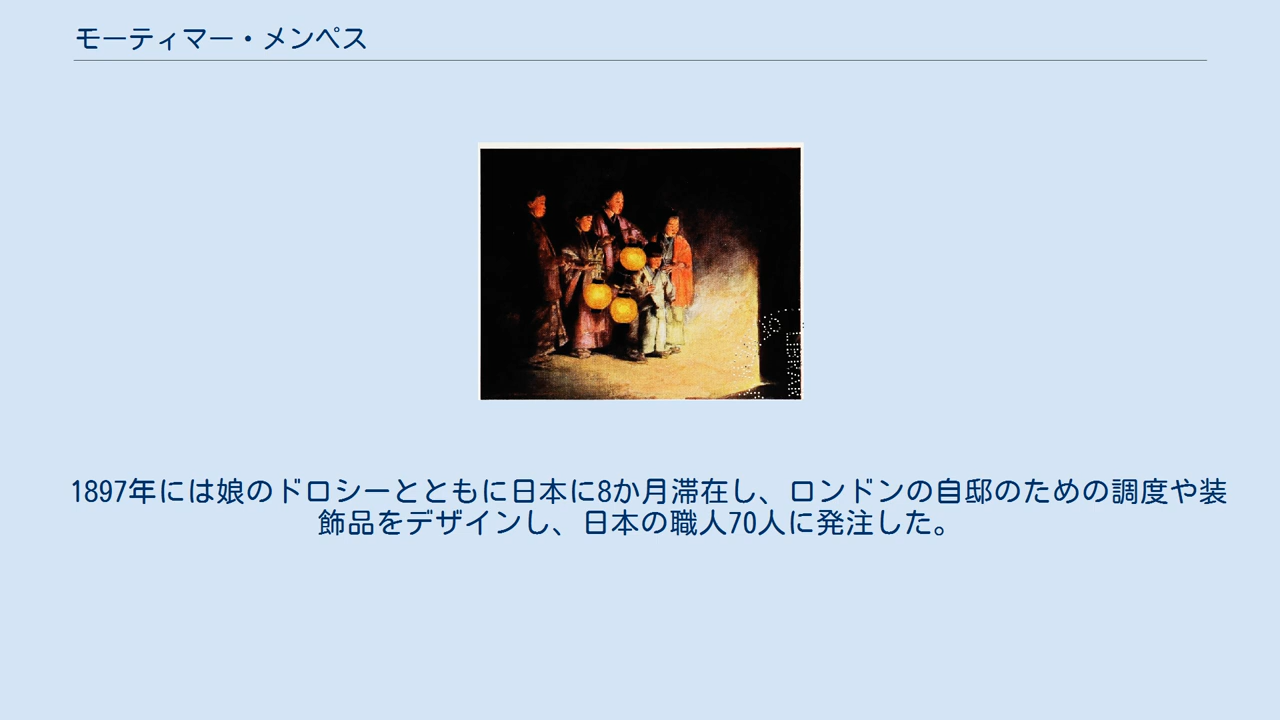 モーティマー・メンペス
1897年には娘のドロシーとともに日本に8か月滞在し、ロンドンの自邸のための調度や装
飾品をデザインし、日本の職人70人に発注した。